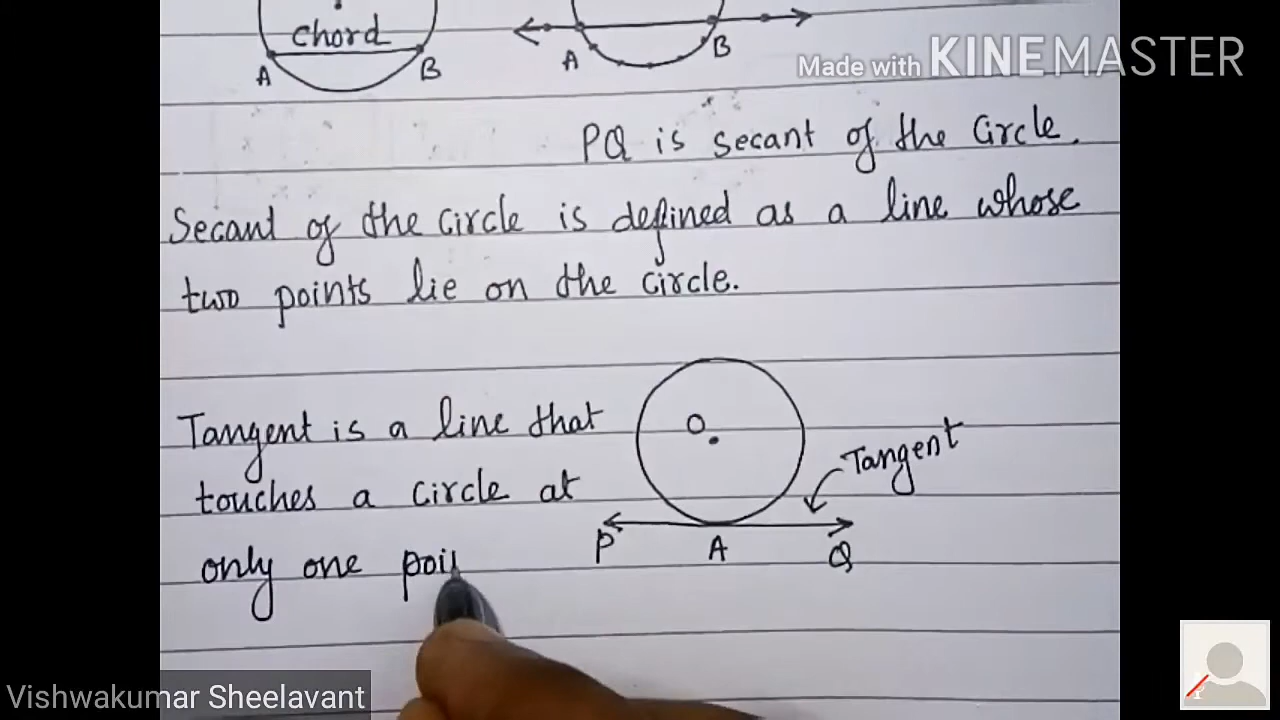 chord
A B
A B
Made with KINEMASTER
PQ is secant of the circle.
Secant of the circle is defined as a line whose
two points lie on the circle.
Tangent is a line that
touches a circle at
only one poi
O
Tangent
P A Q
Vishwakumar Sheelavant